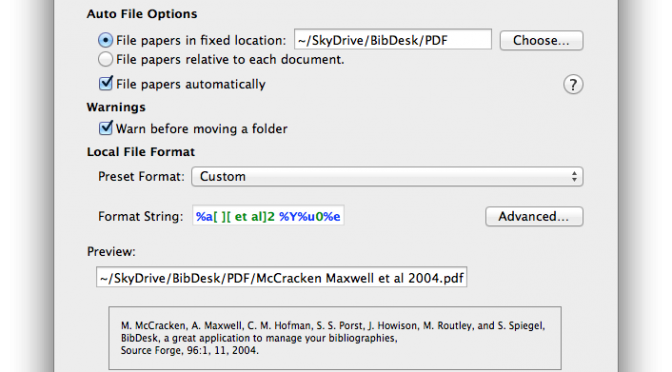 Auto File Options
File papers in fixed location: ~/SkyDrive/BibDesk/PDF Choose...
File papers relative to each document.
File papers automatically ?
Warnings
Warn before moving a folder
Local File Format
Preset Format: Custom
Format String: %a[ ][ et al]2 %Y%u0%e Advanced...
Preview:
~/SkyDrive/BibDesk/PDF/McCracken Maxwell et al 2004.pdf
M. McCracken, A. Maxwell, C. M. Hofman, S. S. Porst, J. Howison, M. Routley, and S. Spiegel,
BibDesk, a great application to manage your bibliographies,
Source Forge, 96:1, 11, 2004.